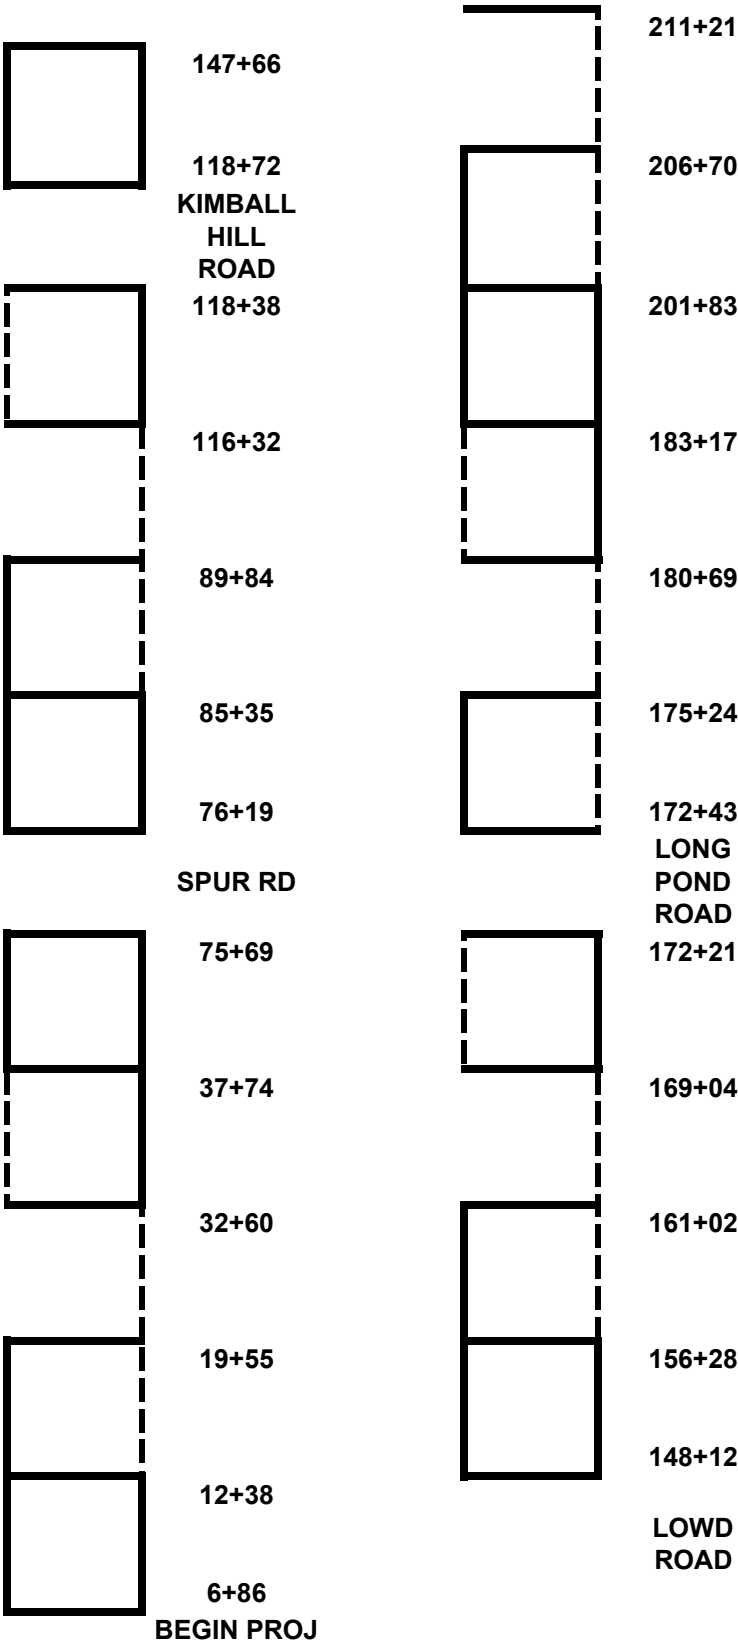 147+66
118+72
KIMBALL
HILL
ROAD
118+38
116+32
89+84
85+35
76+19
SPUR RD
75+69
37+74
32+60
19+55
12+38
6+86
BEGIN PROJ
211+21
206+70
201+83
183+17
180+69
175+24
172+43
LONG
POND
ROAD
172+21
169+04
161+02
156+28
148+12
LOWD
ROAD